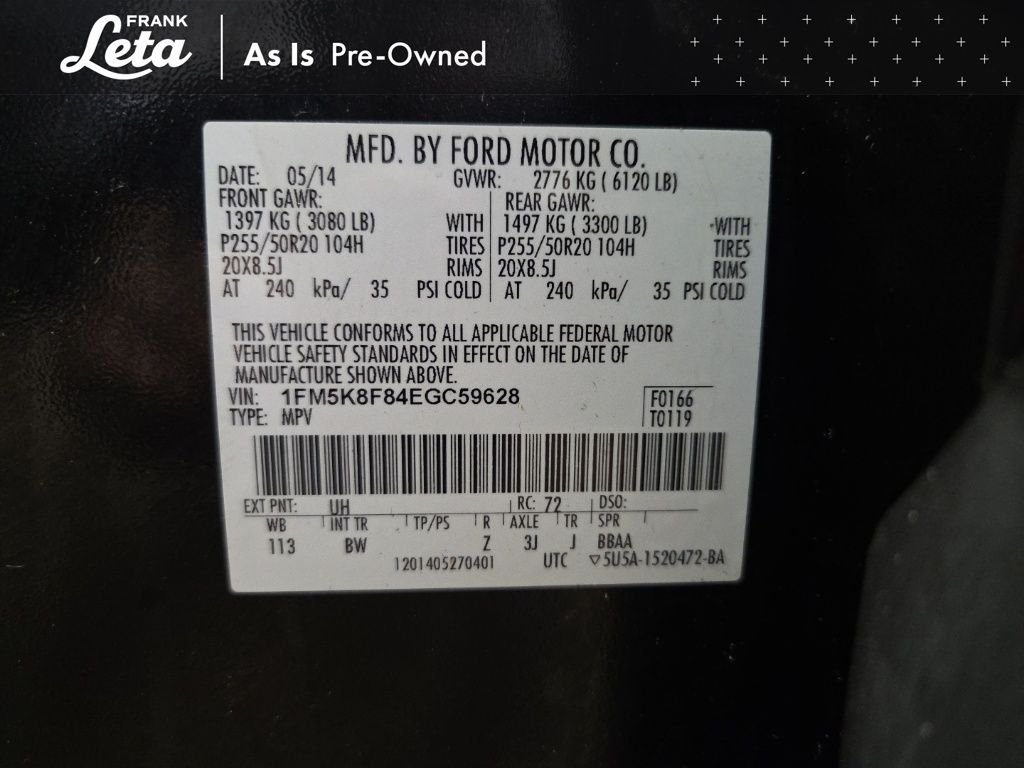 FRANK
Leta
As Is Pre-Owned
MFD. BY FORD MOTOR CO.
DATE: 05/14 GVWR: 2776 KG ( 6120 LB)
FRONT GAWR: REAR GAWR:
1397 KG ( 3080 LB) WITH 1497 KG ( 3300 LB) WITH
P255/50R20 104H TIRES P255/50R20 104H TIRES
20X8.5J RIMS 20X8.5J RIMS
AT 240 kPa/ 35 PSI COLD AT 240 kPa/ 35 PSI COLD
THIS VEHICLE CONFORMS TO ALL APPLICABLE FEDERAL MOTOR
VEHICLE SAFETY STANDARDS IN EFFECT ON THE DATE OF
MANUFACTURE SHOWN ABOVE.
VIN: 1FM5K8F84EGC59628 F0166
TYPE: MPV T0119
EXT PNT: UH RC: 72 DSO:
WB INT TR TP/PS R AXLE TR SPR
113 BW Z 3J J BBAA
1201405270401 UTC ▽5U5A-1520472-BA